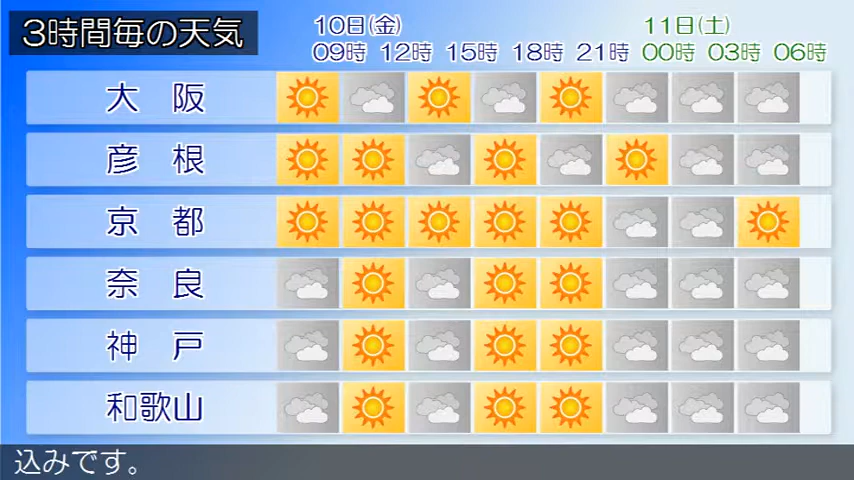 3時間毎の天気
10日(金) 11日(土)
09時 12時 15時 18時 21時 00時 03時 06時
大 阪
彦 根
京 都
奈 良
神 戸
和歌山
込みです。